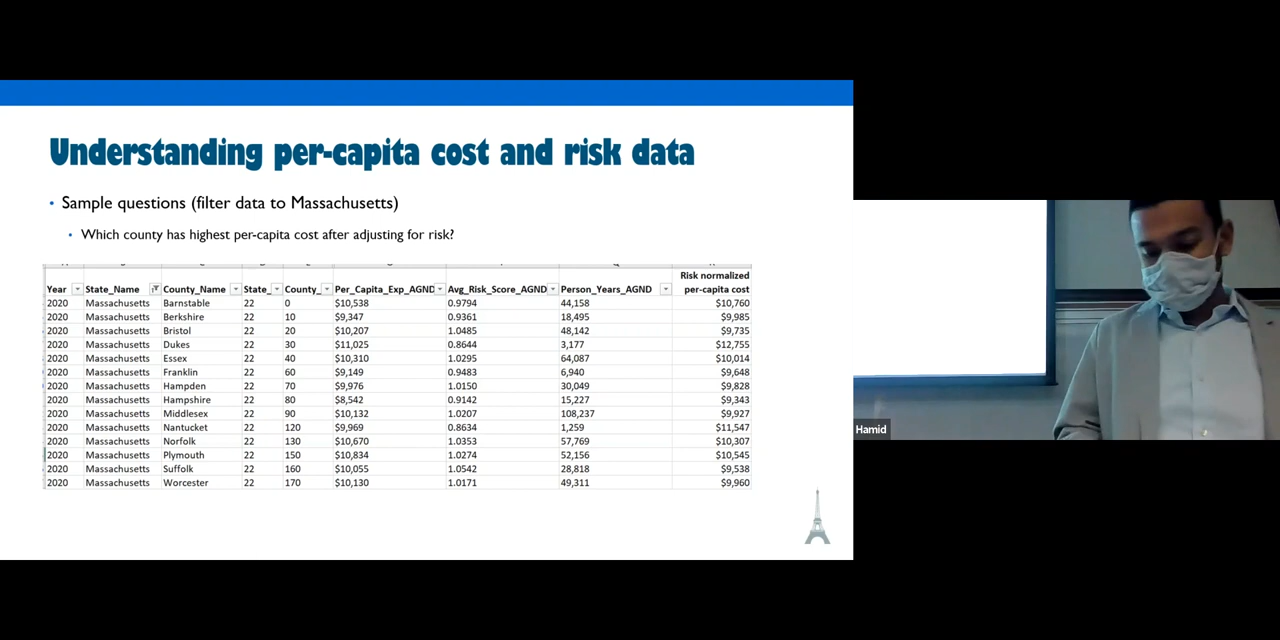 Understanding per-capita cost and risk data
• Sample questions (filter data to Massachusetts)
• Which county has highest per-capita cost after adjusting for risk?
Risk normalized
Year State_Name County_Name State_ County_ Per_Capita_Exp_AGND Avg_Risk_Score_AGND Person_Years_AGND per-capita cost
2020 Massachusetts Barnstable 22 0 $10,538 0.9794 44,158 $10,760
2020 Massachusetts Berkshire 22 10 $9,347 0.9361 18,495 $9,985
2020 Massachusetts Bristol 22 20 $10,207 1.0485 48,142 $9,735
2020 Massachusetts Dukes 22 30 $11,025 0.8644 3,177 $12,755
2020 Massachusetts Essex 22 40 $10,310 1.0295 64,087 $10,014
2020 Massachusetts Franklin 22 60 $9,149 0.9483 6,940 $9,648
2020 Massachusetts Hampden 22 70 $9,976 1.0150 30,049 $9,828
2020 Massachusetts Hampshire 22 80 $8,542 0.9142 15,227 $9,343
2020 Massachusetts Middlesex 22 90 $10,132 1.0207 108,237 $9,927
2020 Massachusetts Nantucket 22 120 $9,969 0.8634 1,259 $11,547
2020 Massachusetts Norfolk 22 130 $10,670 1.0353 57,769 $10,307
2020 Massachusetts Plymouth 22 150 $10,834 1.0274 52,156 $10,545
2020 Massachusetts Suffolk 22 160 $10,055 1.0542 28,818 $9,538
2020 Massachusetts Worcester 22 170 $10,130 1.0171 49,311 $9,960
Hamid